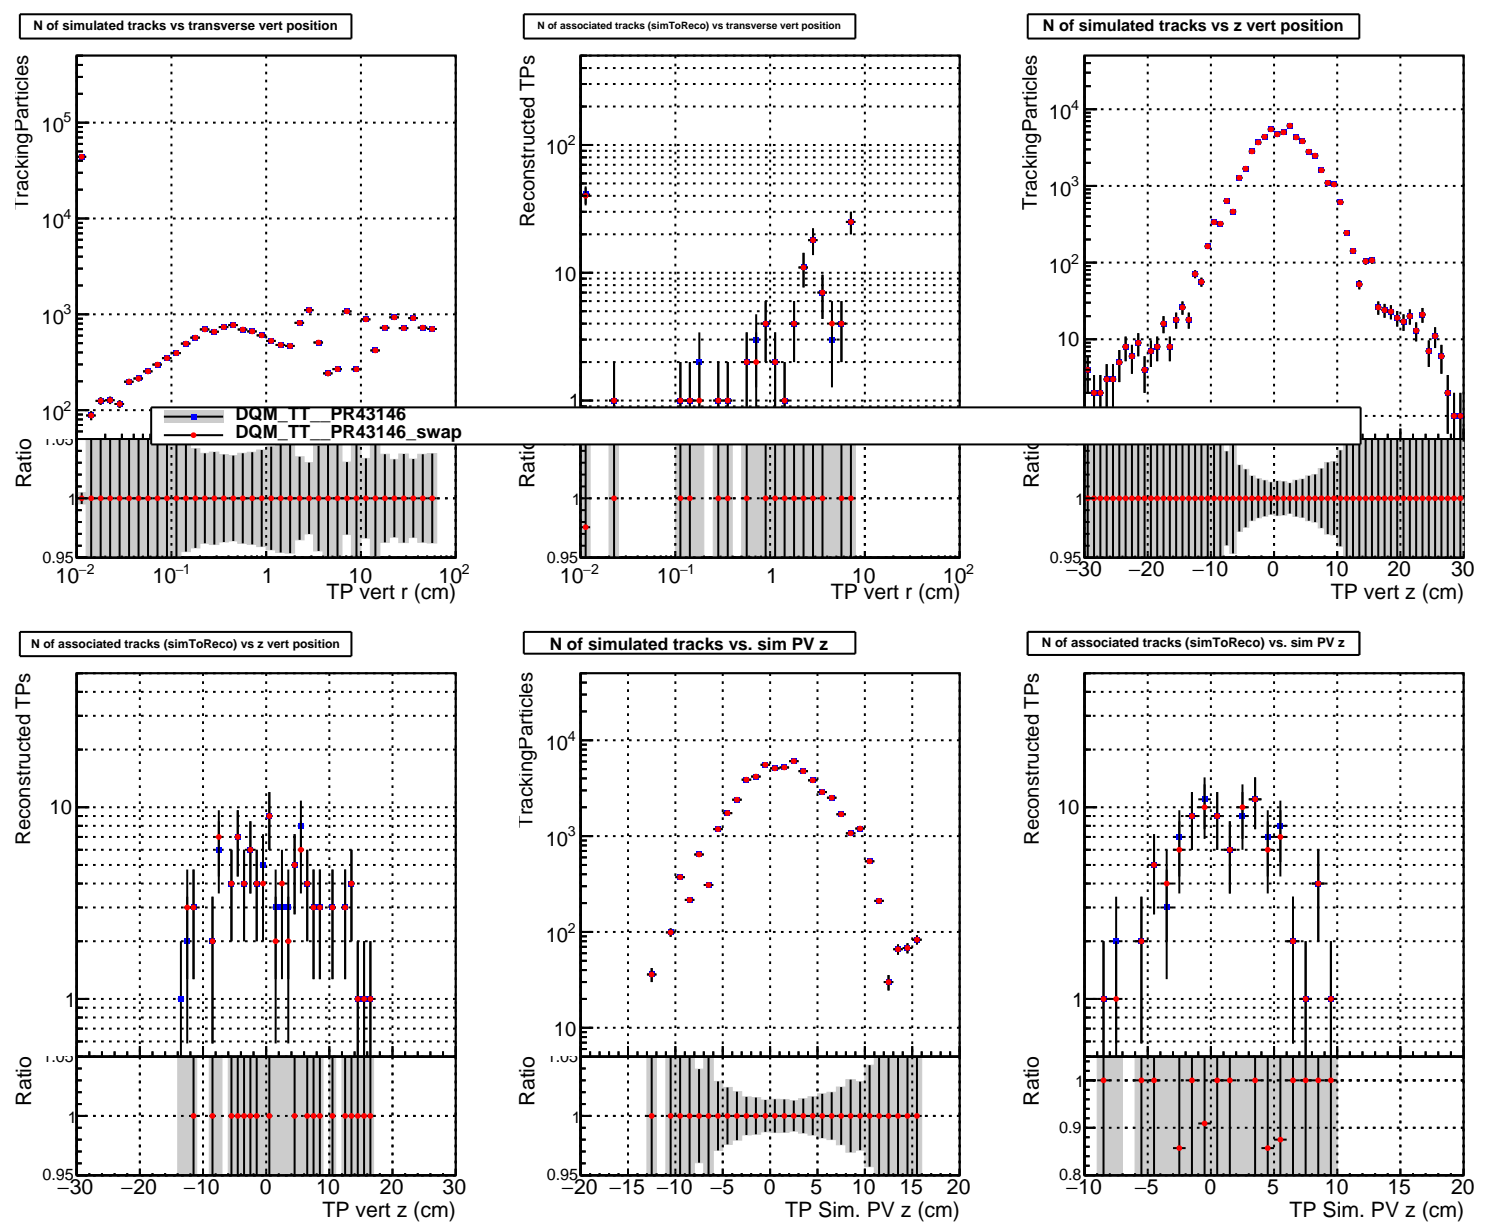 N of simulated tracks vs transverse vert position
TrackingParticles
10^5
10^4
10^3
10^2
Ratio
1
0.95
10^−2 10^−1 1 10 10^2
TP vert r (cm)
N of associated tracks (simToReco) vs transverse vert position
Reconstructed TPs
10^2
10
1
Ratio
1
0.95
10^−2 10^−1 1 10 10^2
TP vert r (cm)
N of simulated tracks vs z vert position
TrackingParticles
10^4
10^3
10^2
10
Ratio
1
0.95
−30 −20 −10 0 10 20 30
TP vert z (cm)
DQM_TT__PR43146
DQM_TT__PR43146_swap
N of associated tracks (simToReco) vs z vert position
Reconstructed TPs
10
1
Ratio
1
0.95
−30 −20 −10 0 10 20 30
TP vert z (cm)
N of simulated tracks vs. sim PV z
TrackingParticles
10^4
10^3
10^2
10
Ratio
1
0.95
−20 −15 −10 −5 0 5 10 15 20
TP Sim. PV z (cm)
N of associated tracks (simToReco) vs. sim PV z
Reconstructed TPs
10
1
Ratio
1
0.9
0.8
−10 −5 0 5 10 15 20
TP Sim. PV z (cm)